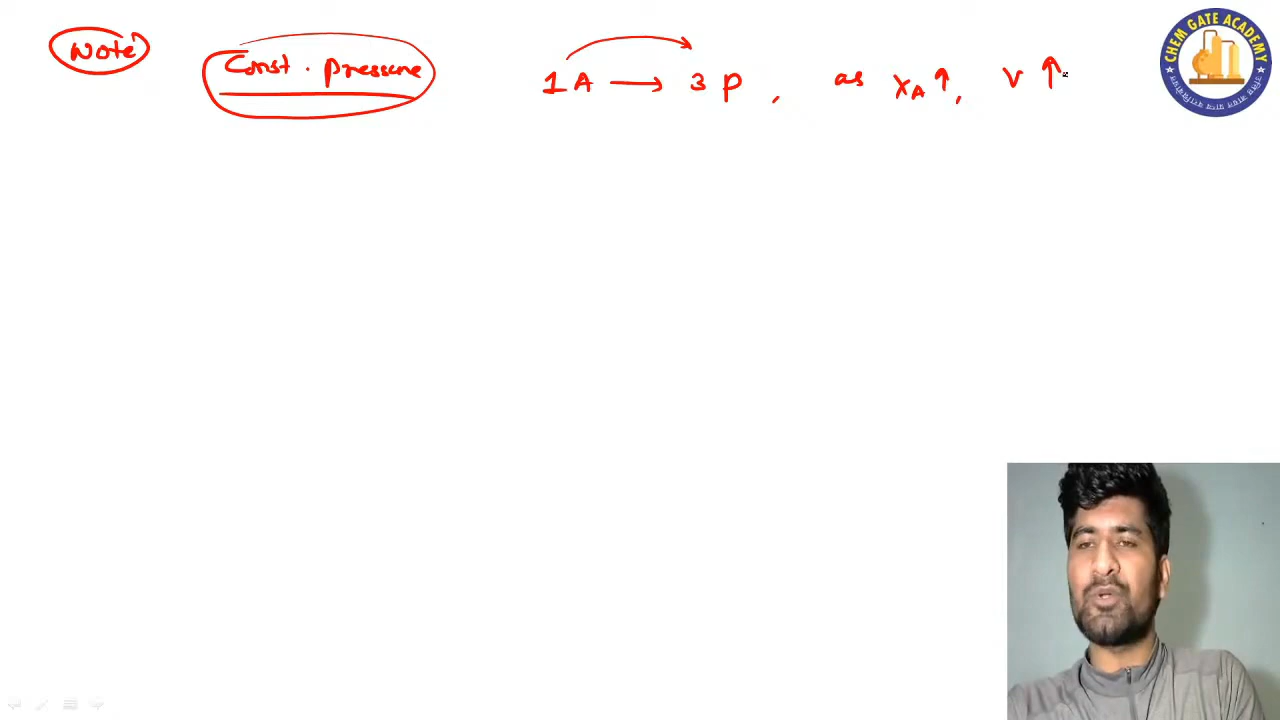 Note
Const. pressure
1A → 3P, as XA ↑, V ↑
CHEM GATE ACADEMY